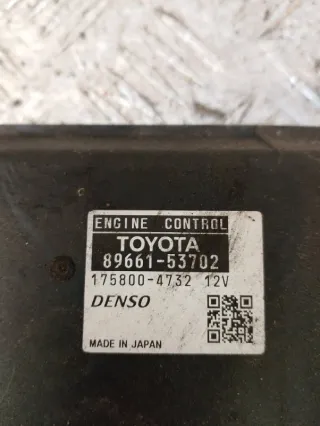 ENGINE CONTROL
TOYOTA
89661-53702
175800-4732 12V
DENSO
MADE IN JAPAN